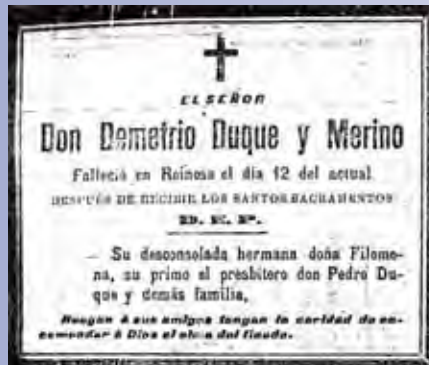 EL SEÑOR
Don Demetrio Duque y Merino
Falleció en Reinosa el día 12 del actual
DESPUÉS DE RECIBIR LOS SANTOS SACRAMENTOS
Su desconsolada hermana doña Filome-
na, su primo el presbítero don Pedro Du-
que y demás familia,
Ruegan á sus amigos tengan la caridad de en-
comendar á Dios el alma del finado.